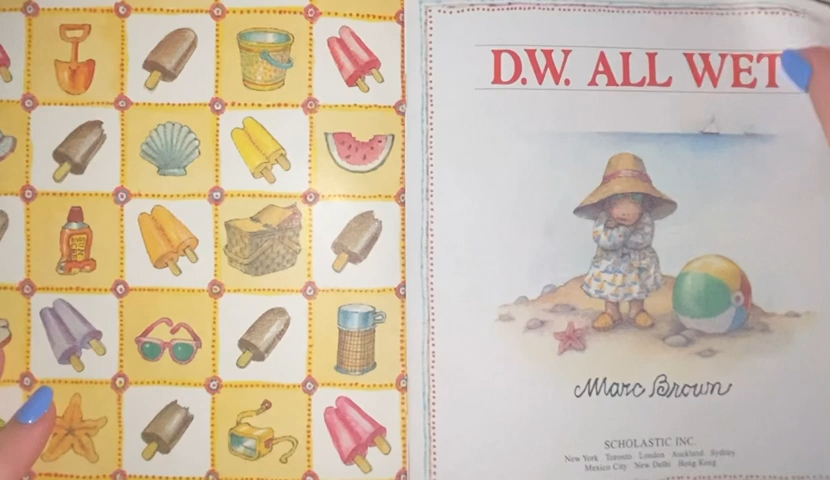 D.W. ALL WET
Marc Brown
SCHOLASTIC INC.
New York Toronto London Auckland Sydney
Mexico City New Delhi Hong Kong